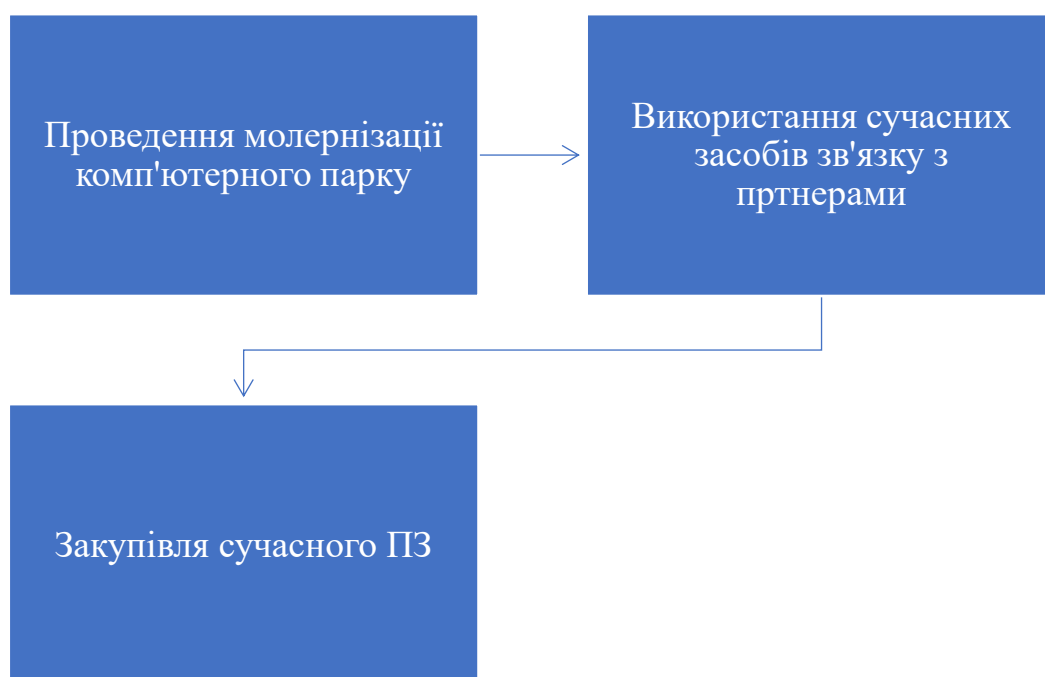 Проведення молернізації
комп'ютерного парку
Використання сучасних
засобів зв'язку з
пртнерами
Закупівля сучасного ПЗ